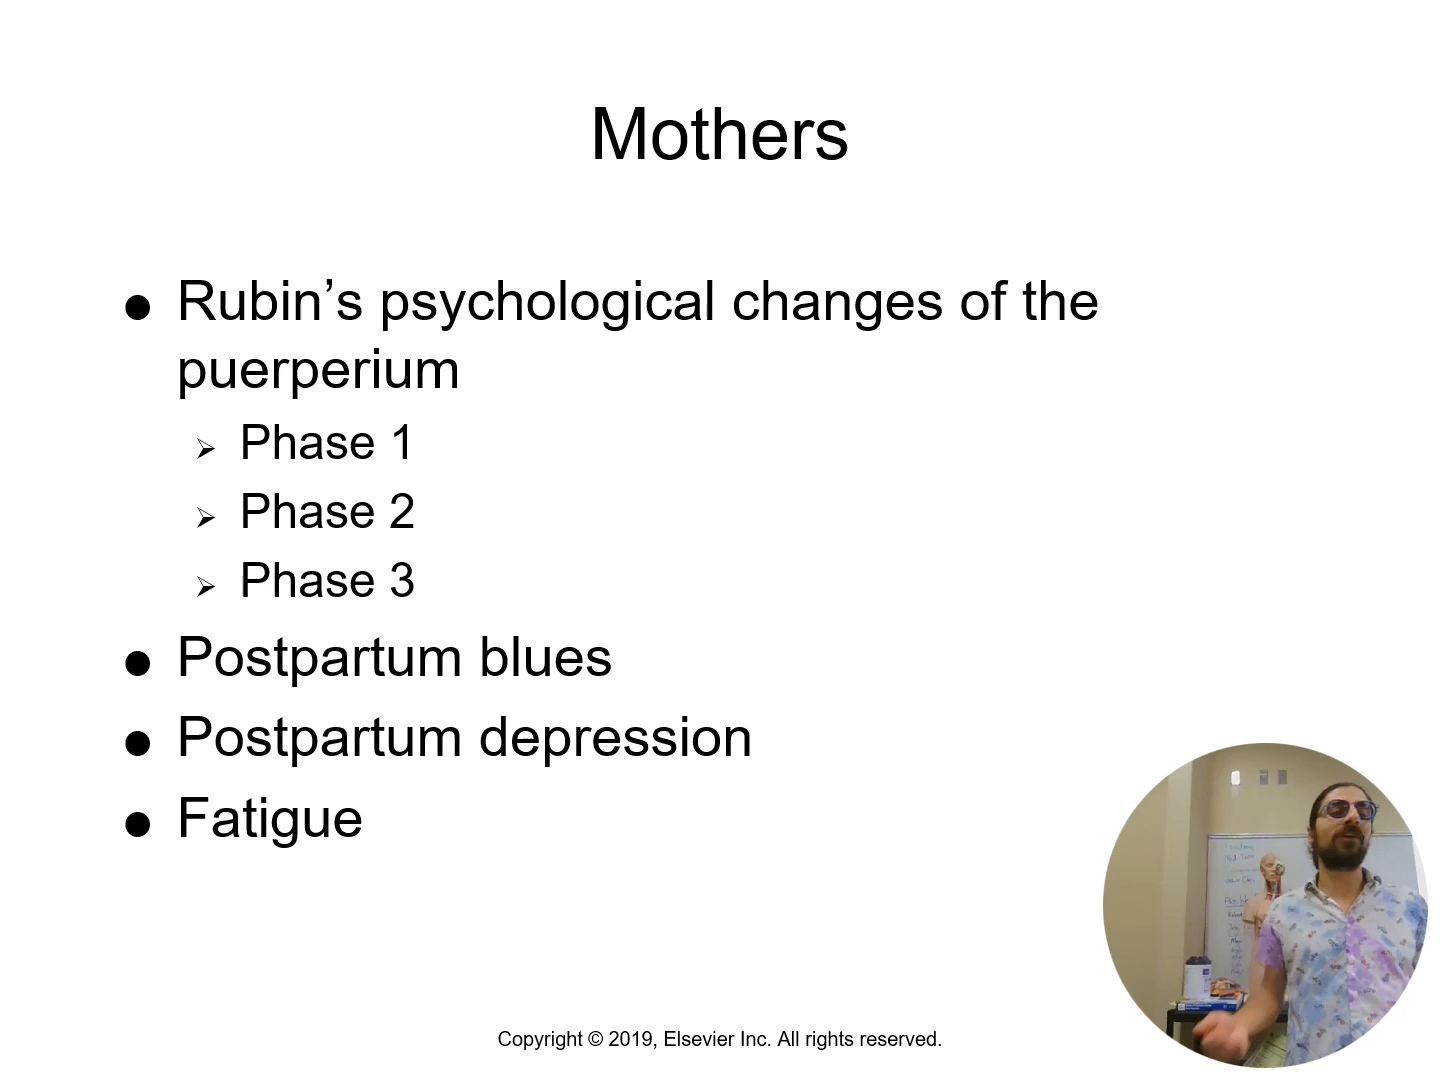 Mothers
● Rubin’s psychological changes of the
puerperium
➢ Phase 1
➢ Phase 2
➢ Phase 3
● Postpartum blues
● Postpartum depression
● Fatigue
Copyright © 2019, Elsevier Inc. All rights reserved.